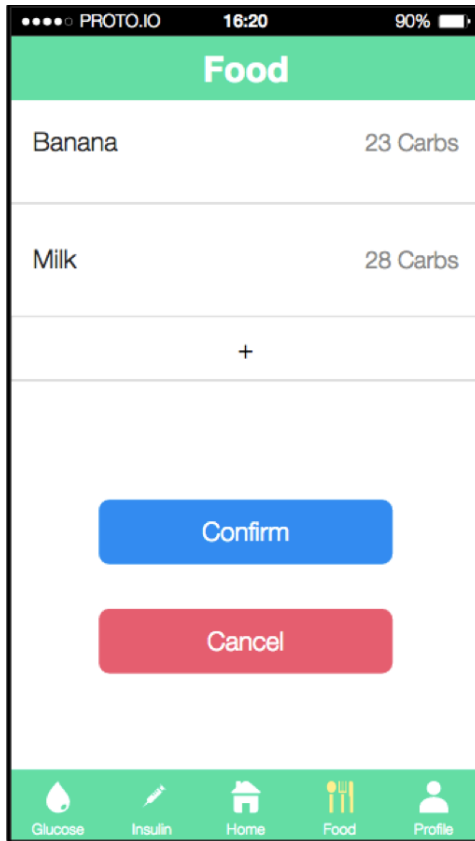 PROTO.IO 16:20 90%
Food
Banana 23 Carbs
Milk 28 Carbs
+
Confirm
Cancel
Glucose Insulin Home Food Profile